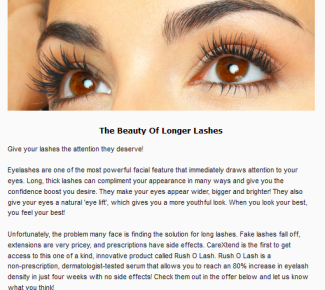 The Beauty Of Longer Lashes
Give your lashes the attention they deserve!
Eyelashes are one of the most powerful facial feature that immediately draws attention to your
eyes. Long, thick lashes can compliment your appearance in many ways and give you the
confidence boost you desire. They make your eyes appear wider, bigger and brighter! They also
give your eyes a natural 'eye lift', which gives you a more youthful look. When you look your best,
you feel your best!
Unfortunately, the problem many face is finding the solution for long lashes. Fake lashes fall off,
extensions are very pricey, and prescriptions have side effects. CareXtend is the first to get
access to this one of a kind, innovative product called Rush O Lash. Rush O Lash is a
non-prescription, dermatologist-tested serum that allows you to reach an 80% increase in eyelash
density in just four weeks with no side effects! Check them out in the offer below and let us know
what you think!